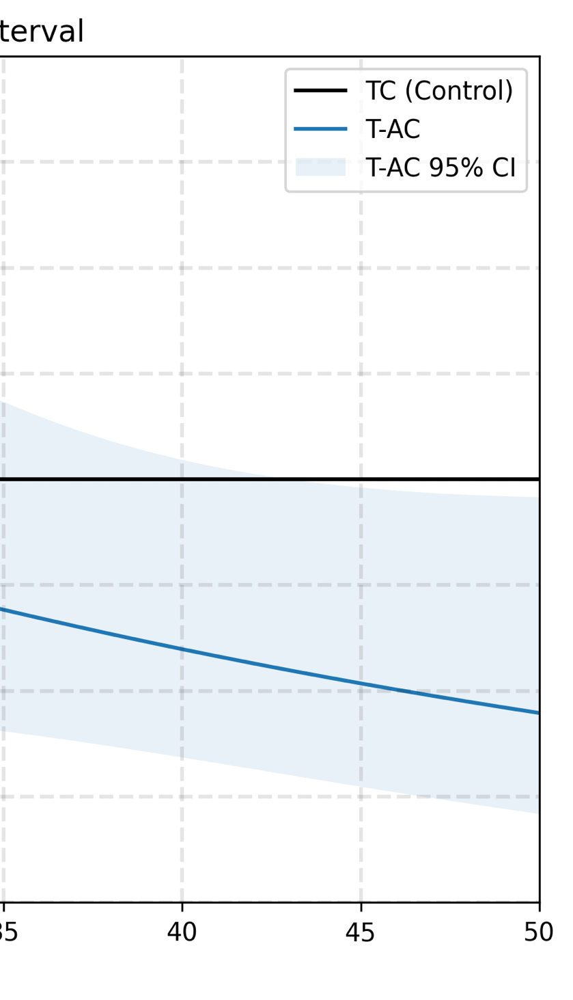 terval
TC (Control)
T-AC
T-AC 95% CI
35 40 45 50